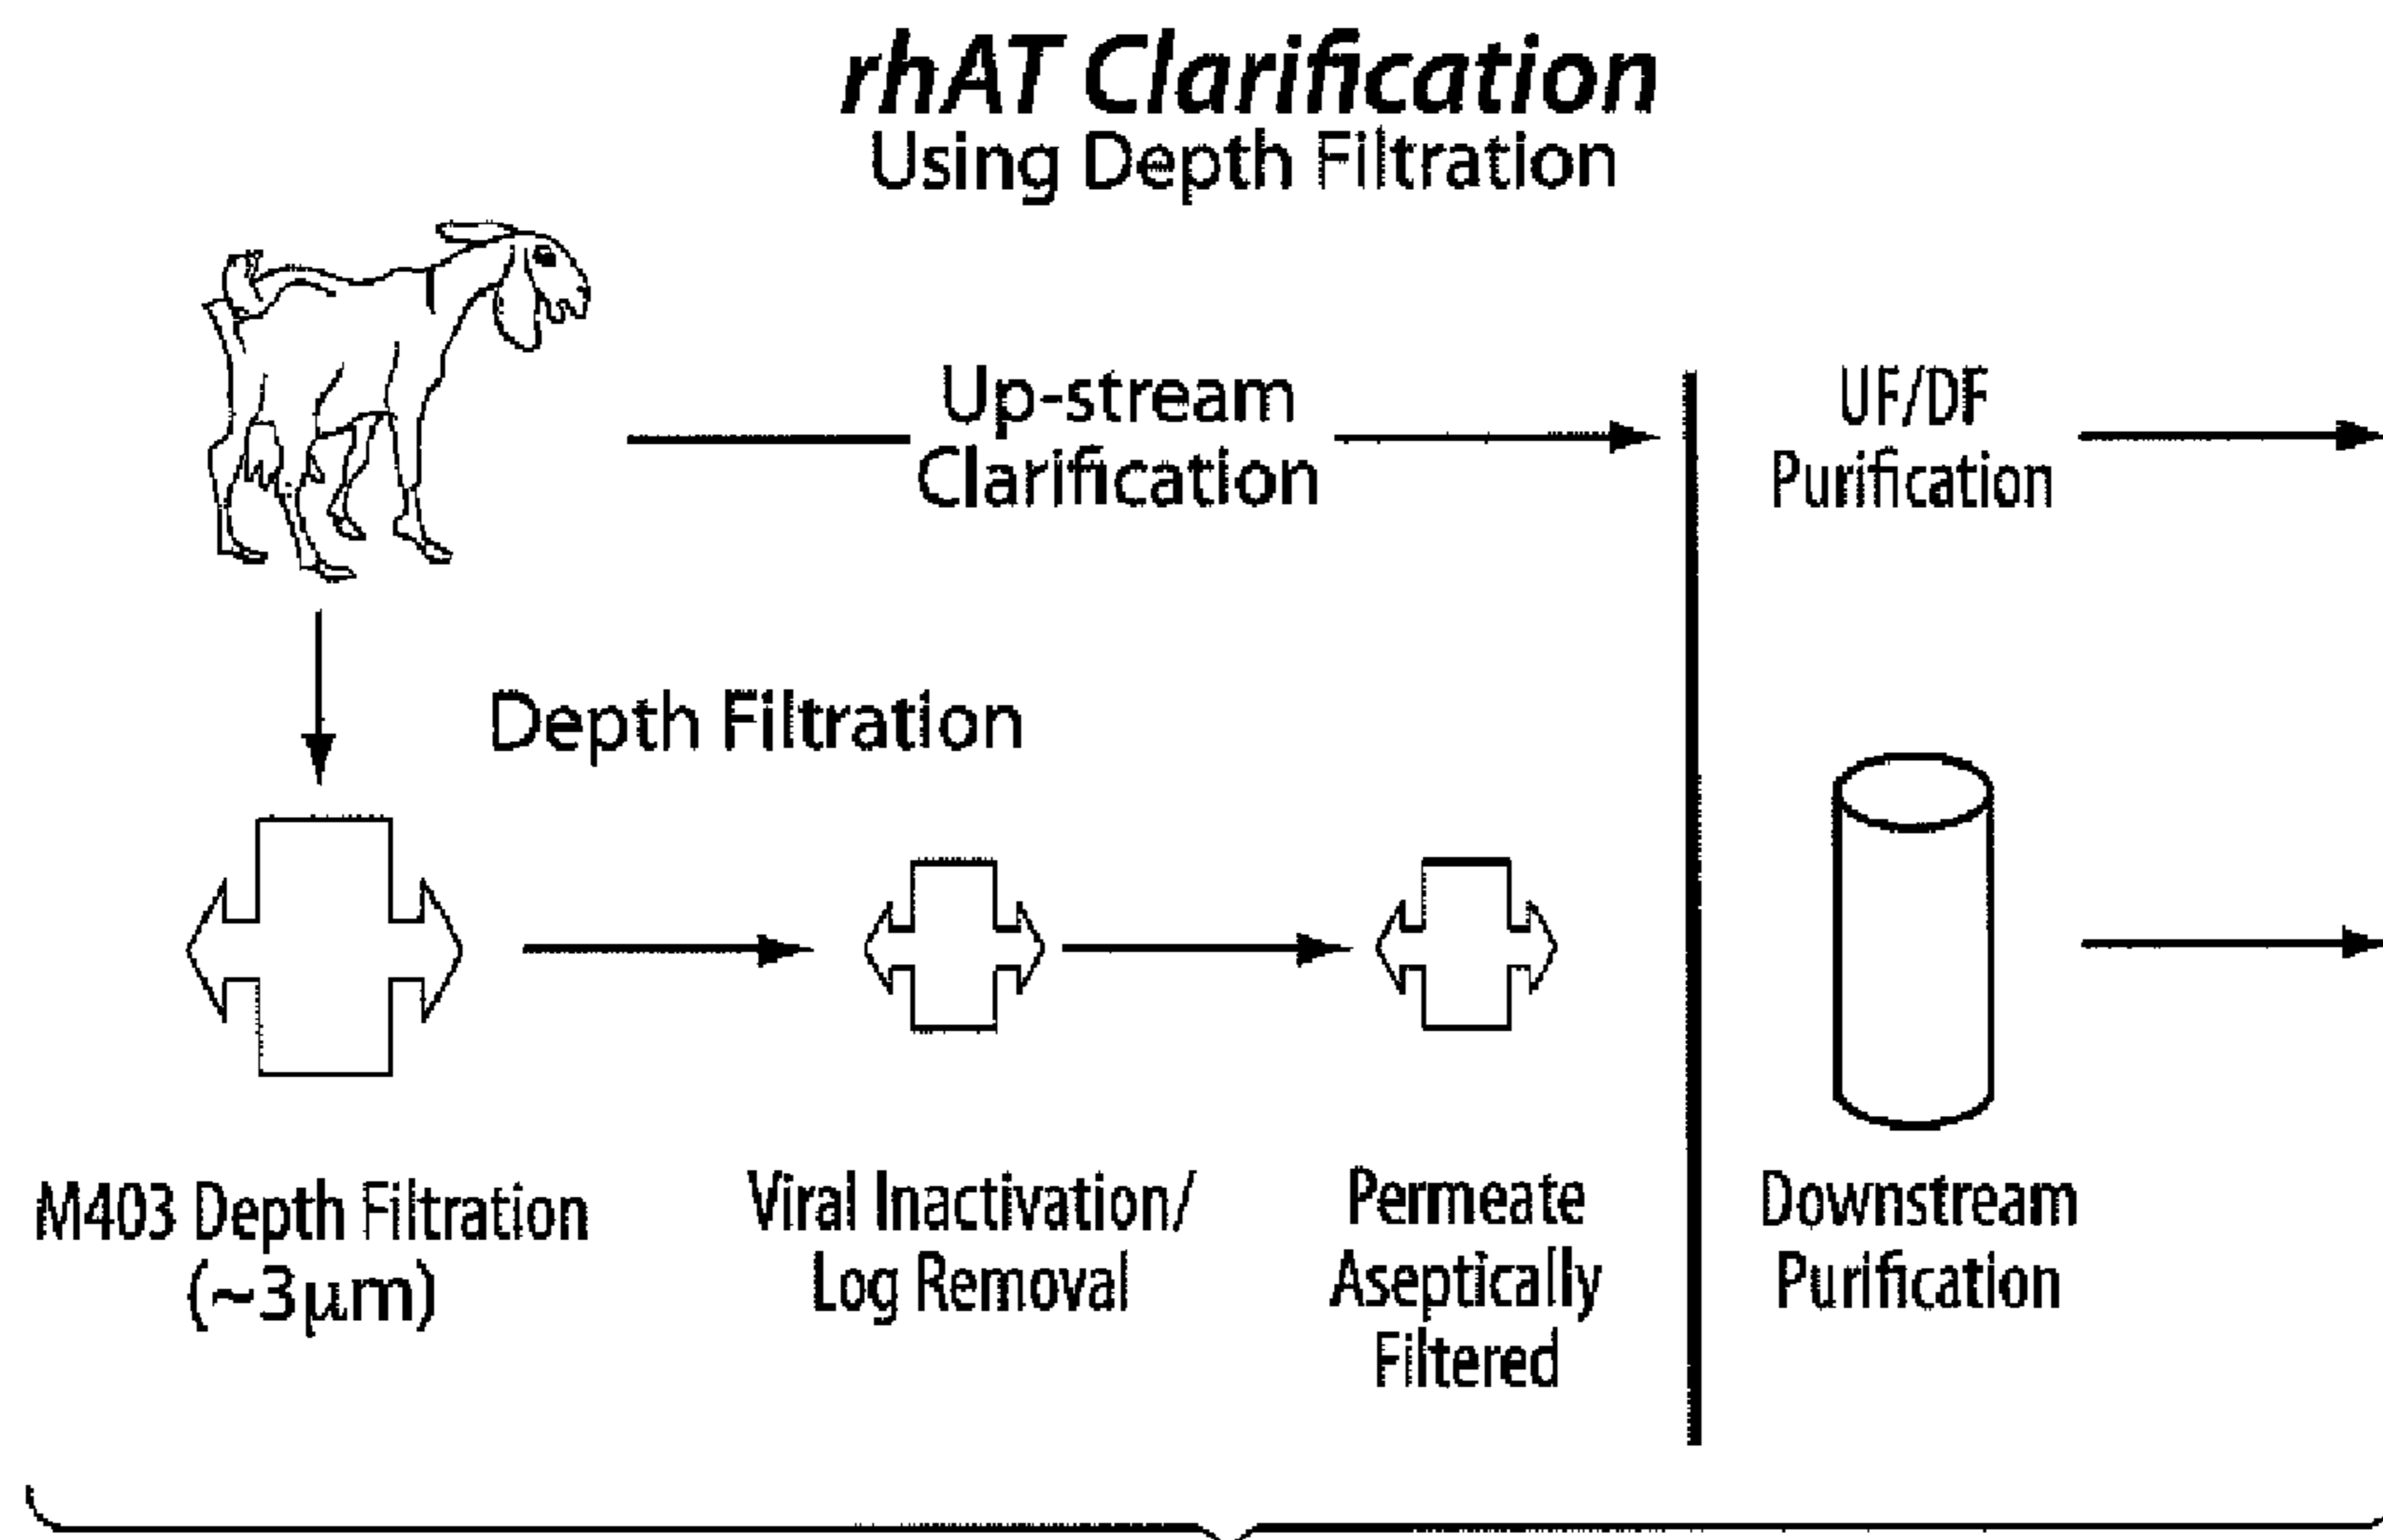 rhAT Clarification
Using Depth Filtration
Up-stream
Clarification
UF/DF
Purification
Depth Filtration
M403 Depth Filtration
(~3μm)
Viral Inactivation/
Log Removal
Permeate
Aseptically
Filtered
Downstream
Purification